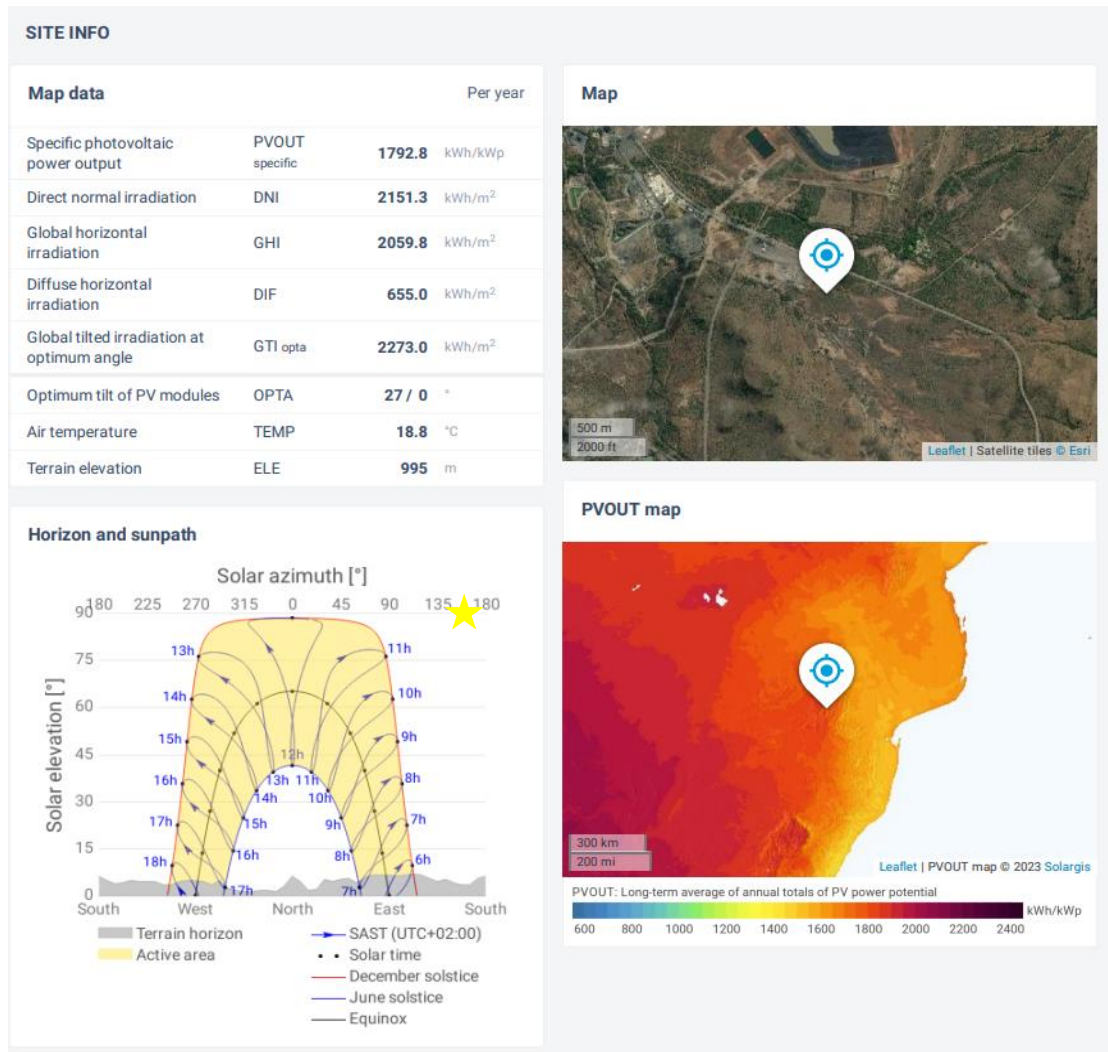 SITE INFO
Map data Per year
Specific photovoltaic
power output PVOUT
specific 1792.8 kWh/kWp
Direct normal irradiation DNI 2151.3 kWh/m²
Global horizontal
irradiation GHI 2059.8 kWh/m²
Diffuse horizontal
irradiation DIF 655.0 kWh/m²
Global tilted irradiation at
optimum angle GTI opta 2273.0 kWh/m²
Optimum tilt of PV modules OPTA 27 / 0 °
Air temperature TEMP 18.8 °C
Terrain elevation ELE 995 m
Map
500 m
2000 ft
Leaflet | Satellite tiles © Esri
Horizon and sunpath
Solar azimuth [°]
180 225 270 315 0 45 90 135 180
Solar elevation [°]
90
75
60
45
30
15
0
13h 11h
14h 10h
15h 9h
12h
16h 13h 11h 8h
14h 10h
17h 15h 9h 7h
18h 16h 8h 6h
17h 7h
South West North East South
Terrain horizon
Active area
SAST (UTC+02:00)
Solar time
December solstice
June solstice
Equinox
PVOUT map
300 km
200 mi
Leaflet | PVOUT map © 2023 Solargis
PVOUT: Long-term average of annual totals of PV power potential
kWh/kWp
600 800 1000 1200 1400 1600 1800 2000 2200 2400